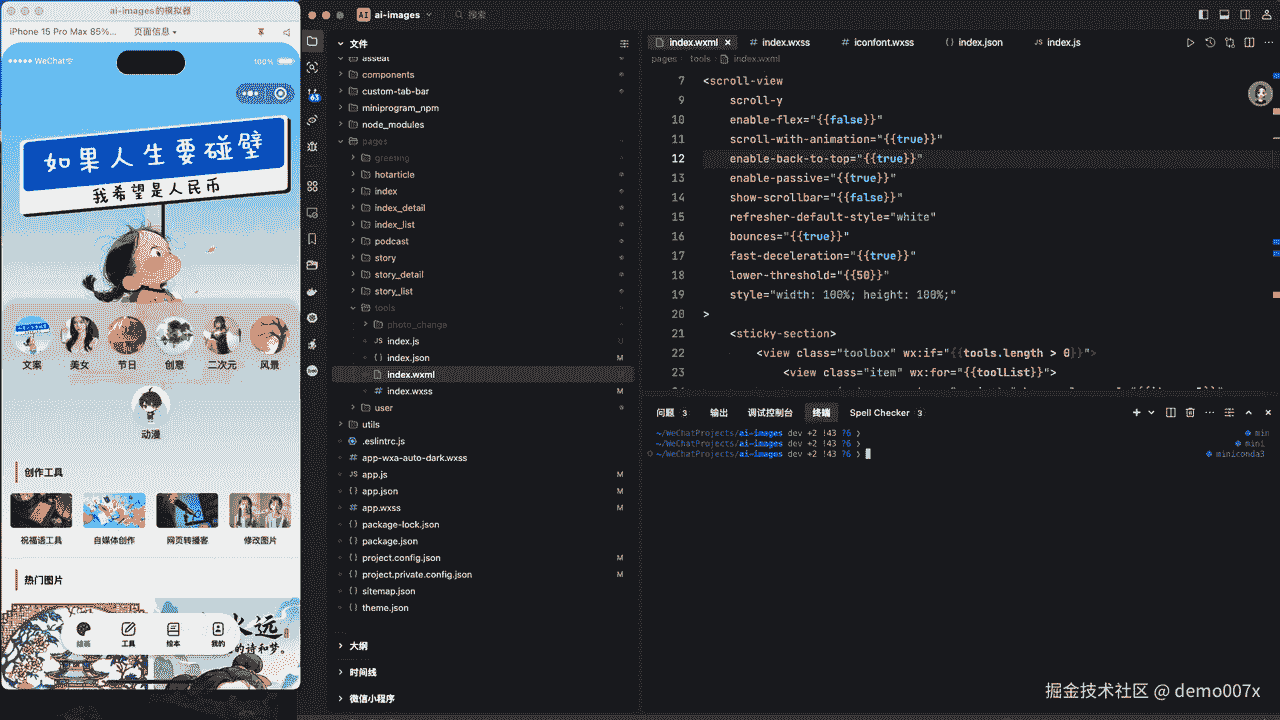 ai-images的模拟器
iPhone 15 Pro Max 85%...
页面信息
WeChat
100%
如果人生要碰壁
我希望是人民币
文案
美女
节日
创意
二次元
风景
动漫
创作工具
祝福语工具
自媒体创作
网页转播客
修改图片
热门图片
水远
的诗和梦。
绘画
工具
绘本
我的
AI
ai-images
搜索
63
文件
asseat
components
custom-tab-bar
miniprogram_npm
node_modules
pages
greeting
hotarticle
index
index_detail
index_list
podcast
story
story_detail
story_list
tools
photo_change
JS index.js U
{} index.json M
index.wxml
# index.wxss M
user
utils
.eslintrc.js
# app-wxa-auto-dark.wxss
JS app.js M
{} app.json M
# app.wxss M
{} package-lock.json
{} package.json
{} project.config.json M
{} project.private.config.json M
{} sitemap.json
{} theme.json
大纲
时间线
微信小程序
index.wxml
# index.wxss
# iconfont.wxss
{} index.json
JS index.js
pages tools index.wxml
7 <scroll-view
9 scroll-y
10 enable-flex="{{false}}"
11 scroll-with-animation="{{true}}"
12 enable-back-to-top="{{true}}"
13 enable-passive="{{true}}"
14 show-scrollbar="{{false}}"
15 refresher-default-style="white"
16 bounces="{{true}}"
17 fast-deceleration="{{true}}"
18 lower-threshold="{{50}}"
19 style="width: 100%; height: 100%;"
20 >
21 <sticky-section>
22 <view class="toolbox" wx:if="{{tools.length > 0}}">
23 <view class="item" wx:for="{{toolList}}">
问题 3
输出
调试控制台
终端
Spell Checker 3
~/WeChatProjects/ai-images dev +2 !43 ?6 ❯ min
~/WeChatProjects/ai-images dev +2 !43 ?6 ❯ mini
~/WeChatProjects/ai-images dev +2 !43 ?6 ❯ miniconda3
掘金技术社区 @ demo007x